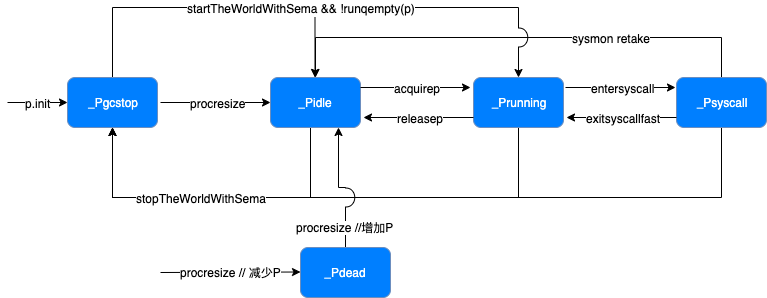 startTheWorldWithSema && !runqempty(p)
sysmon retake
p.init
_Pgcstop
procresize
_Pidle
acquirep
releasep
_Prunning
entersyscall
exitsyscallfast
_Psyscall
stopTheWorldWithSema
procresize //增加P
procresize // 减少P
_Pdead